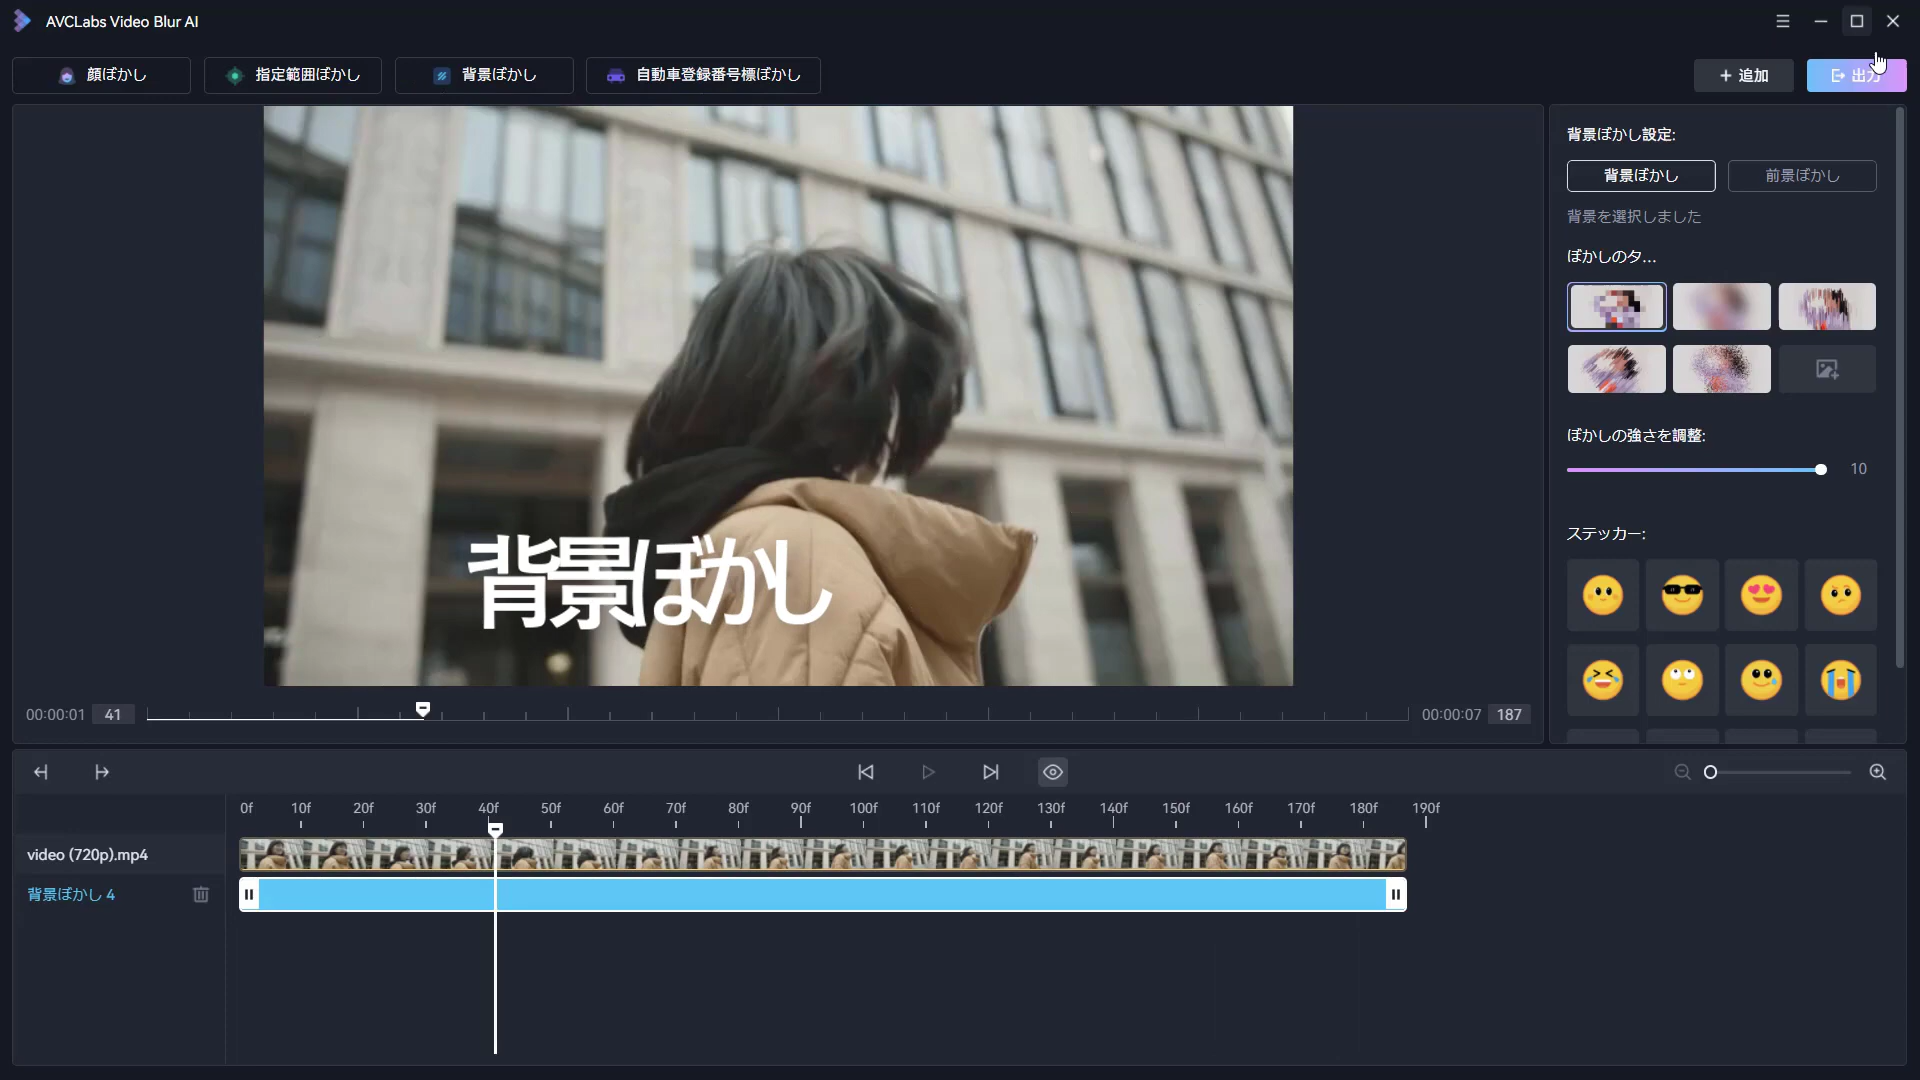 AVCLabs Video Blur AI
顔ぼかし
指定範囲ぼかし
背景ぼかし
自動車登録番号標ぼかし
+ 追加
出力
背景ぼかし
00:00:01 41
00:00:07 187
背景ぼかし設定:
背景ぼかし
前景ぼかし
背景を選択しました
ぼかしのタ...
ぼかしの強さを調整:
10
ステッカー:
0f 10f 20f 30f 40f 50f 60f 70f 80f 90f 100f 110f 120f 130f 140f 150f 160f 170f 180f 190f
video (720p).mp4
背景ぼかし 4